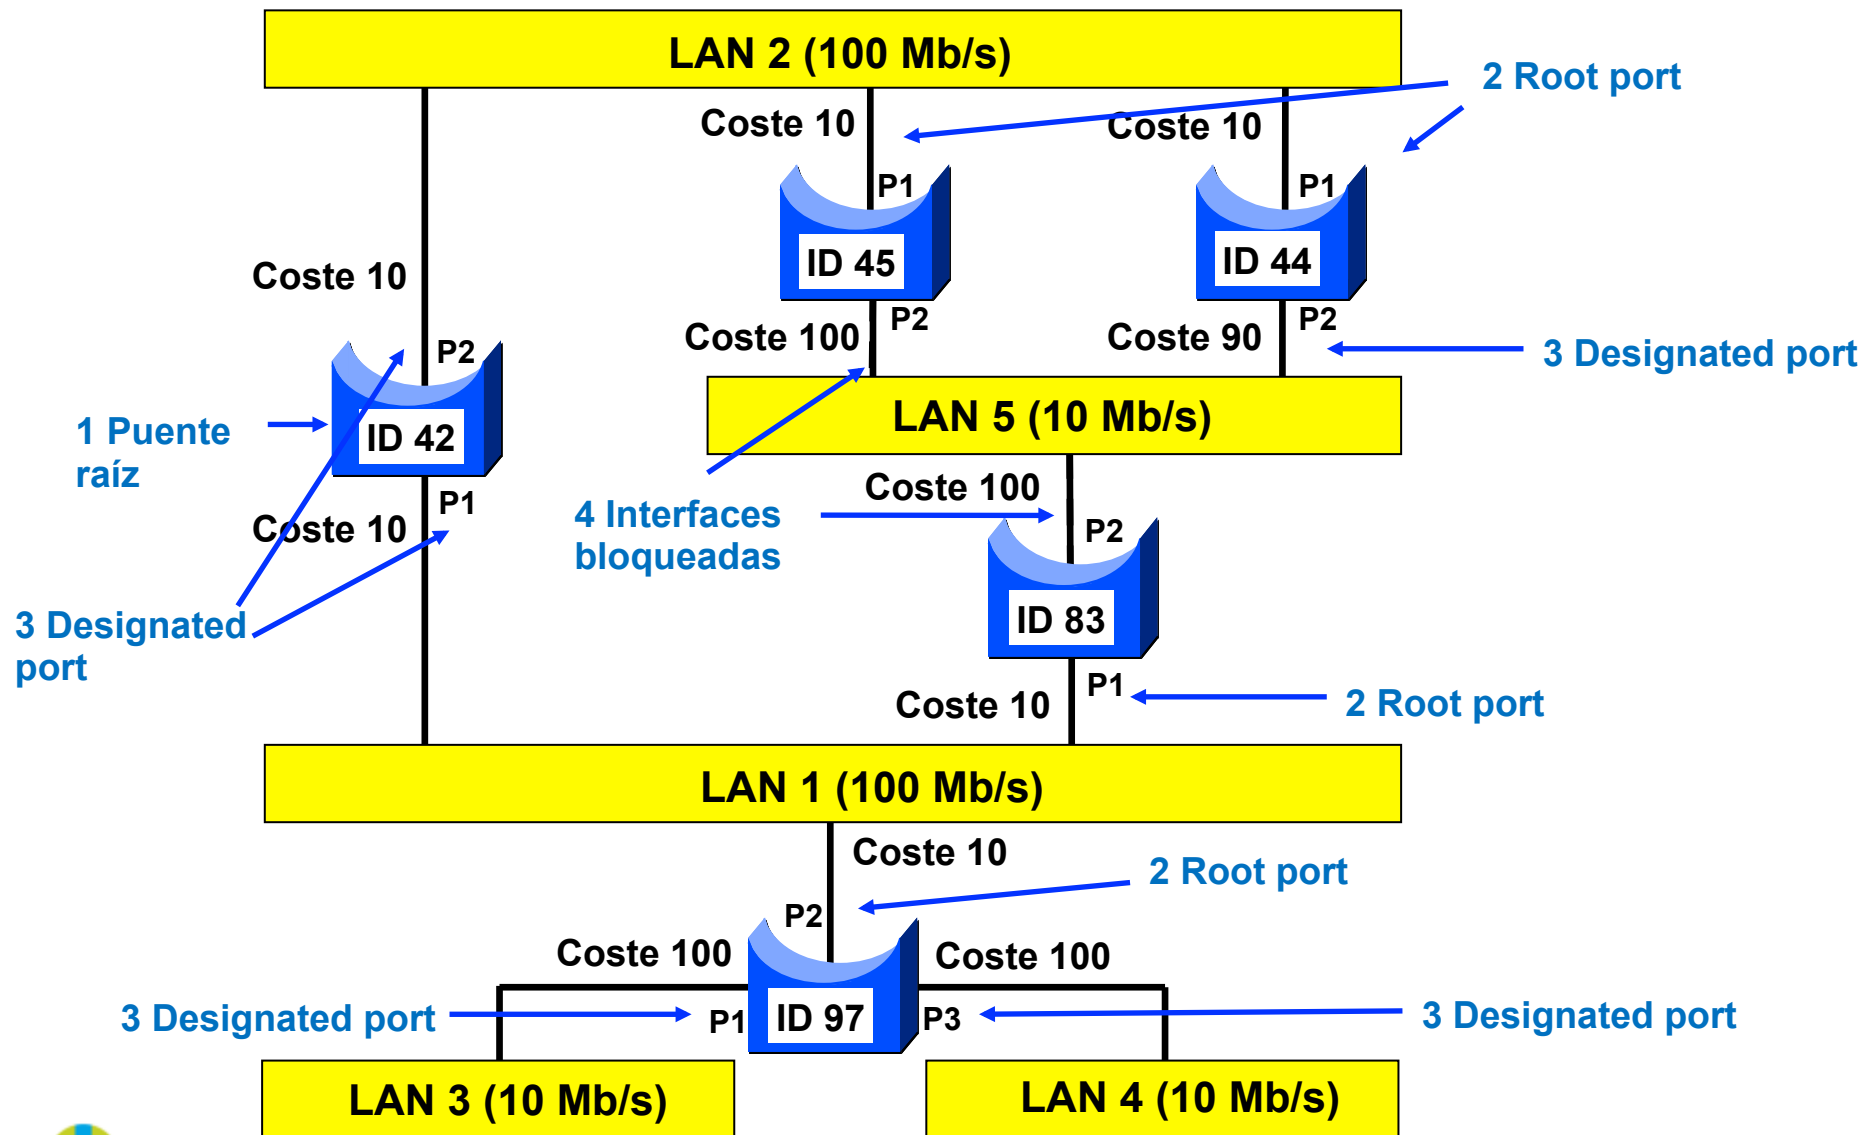 LAN 2 (100 Mb/s)
2 Root port
Coste 10
Coste 10
P1
P1
ID 45
ID 44
Coste 10
P2
P2
Coste 100
Coste 90
3 Designated port
P2
1 Puente
raíz
ID 42
LAN 5 (10 Mb/s)
P1
Coste 10
Coste 100
4 Interfaces
bloqueadas
P2
3 Designated
port
ID 83
P1
2 Root port
Coste 10
LAN 1 (100 Mb/s)
Coste 10
2 Root port
P2
Coste 100
Coste 100
3 Designated port
P1
ID 97
P3
3 Designated port
LAN 3 (10 Mb/s)
LAN 4 (10 Mb/s)